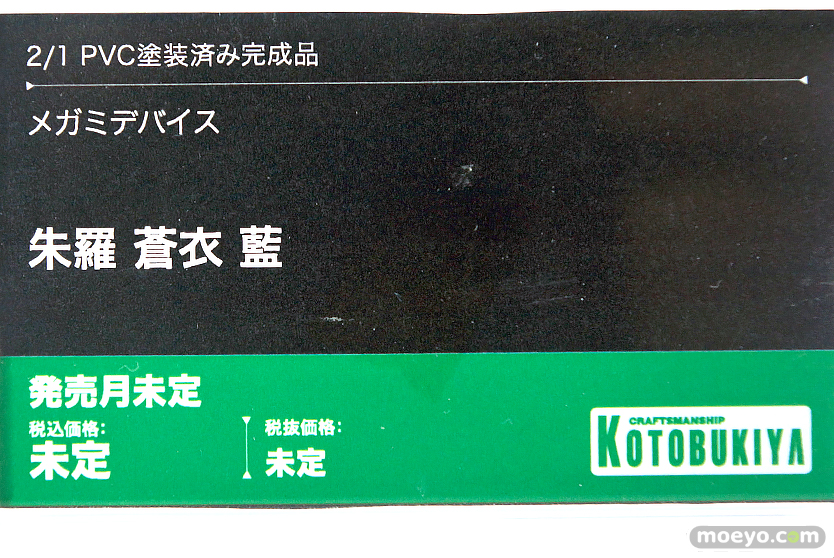 2/1 PVC塗装済み完成品
メガミデバイス
朱羅 蒼衣 藍
発売月未定
税込価格:
未定
税抜価格:
未定
CRAFTSMANSHIP
KOTOBUKIYA
moeyo.com